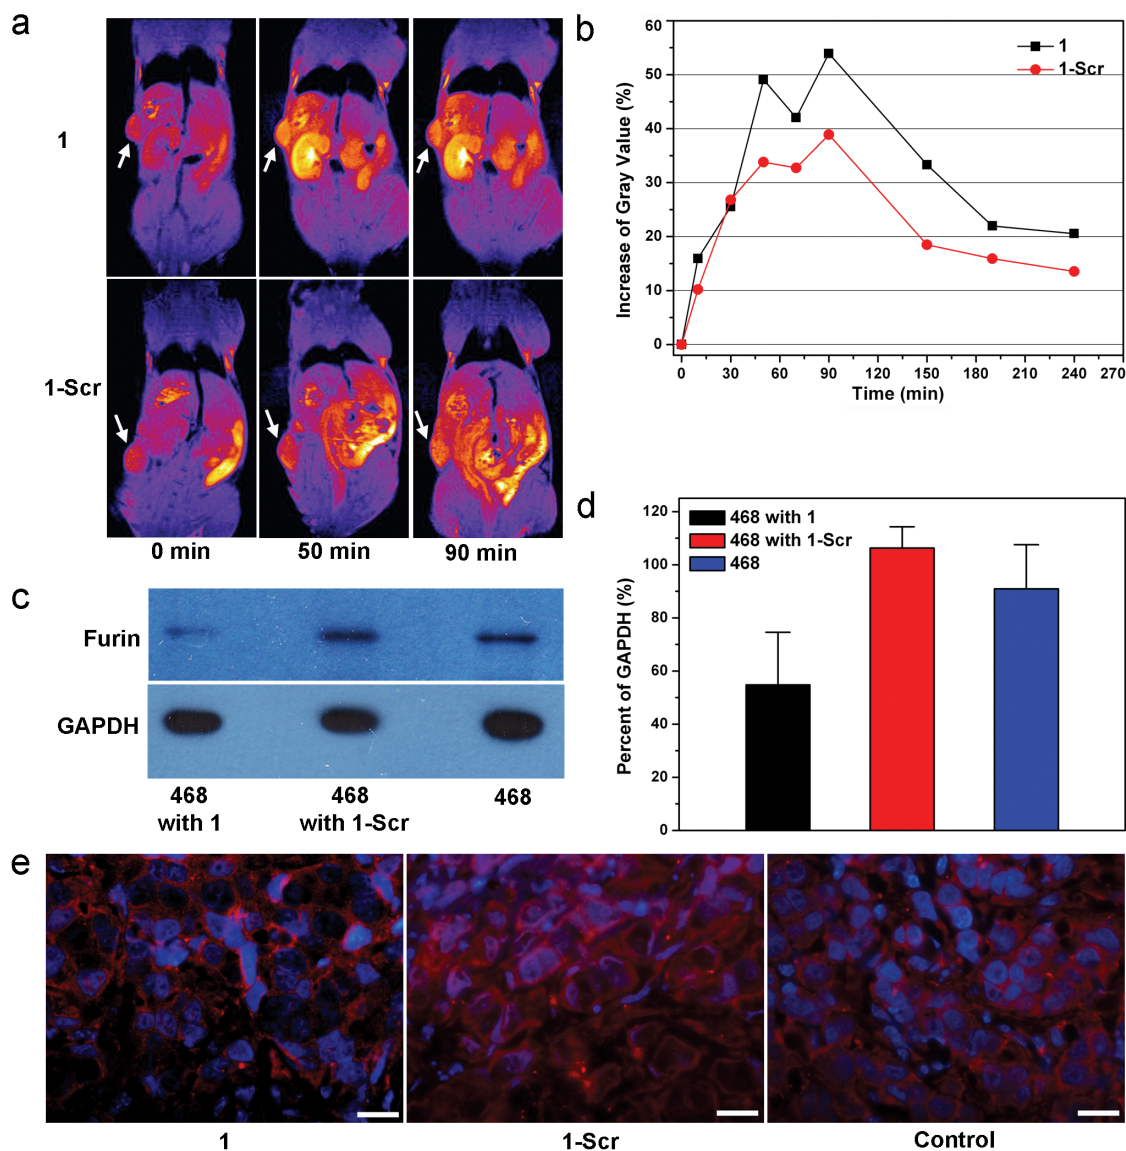 a
1
1-Scr
0 min
50 min
90 min
b
Increase of Gray Value (%)
60
50
40
30
20
10
0
1
1-Scr
0 30 60 90 120 150 180 210 240 270
Time (min)
c
Furin
GAPDH
468
with 1
468
with 1-Scr
468
d
Percent of GAPDH (%)
120
100
80
60
40
20
0
468 with 1
468 with 1-Scr
468
e
1
1-Scr
Control